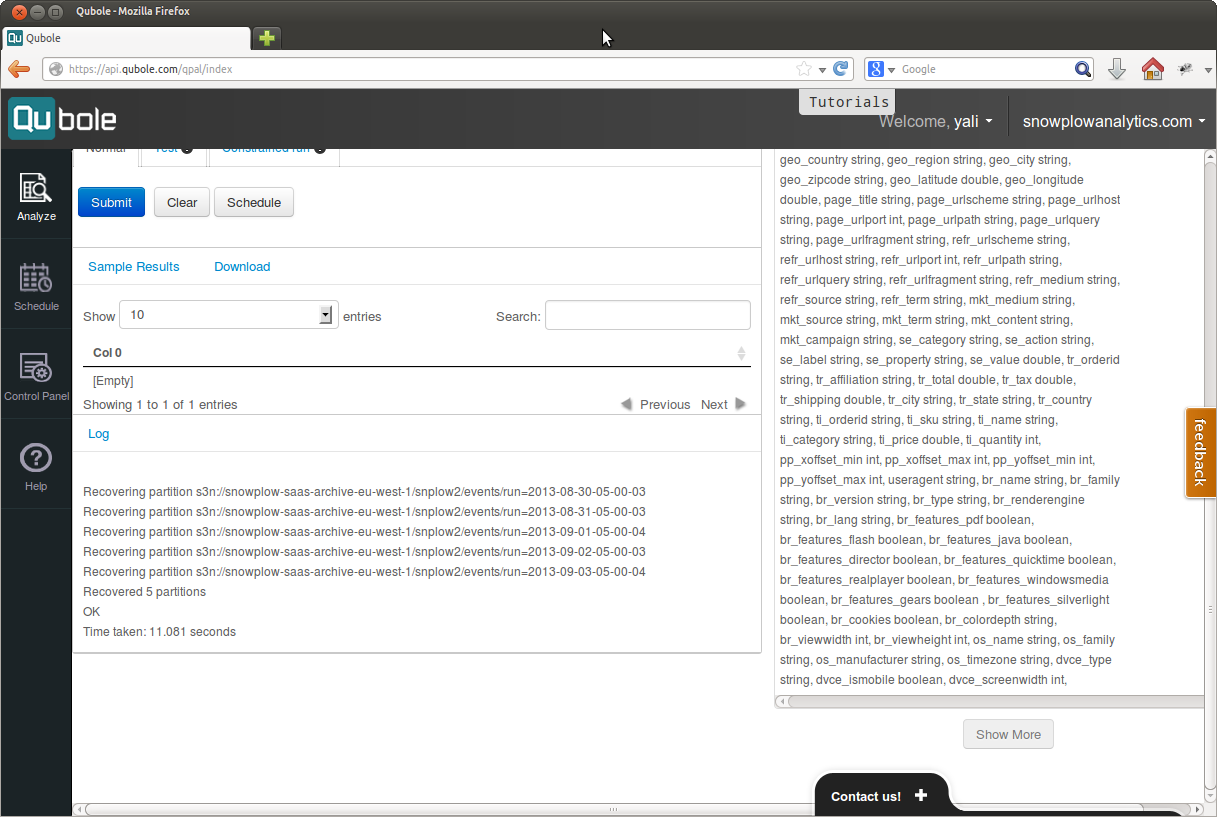 Qubole - Mozilla Firefox
Qubole
https://api.qubole.com/qpal/index
Google
Qubole
Tutorials
Welcome, yali
snowplowanalytics.com
Analyze
Schedule
Control Panel
Help
Normal
Test
Constrained run
Submit
Clear
Schedule
Sample Results
Download
Show 10 entries
Search:
Col 0
[Empty]
Showing 1 to 1 of 1 entries
Previous Next
Log
Recovering partition s3n://snowplow-saas-archive-eu-west-1/snplow2/events/run=2013-08-30-05-00-03
Recovering partition s3n://snowplow-saas-archive-eu-west-1/snplow2/events/run=2013-08-31-05-00-03
Recovering partition s3n://snowplow-saas-archive-eu-west-1/snplow2/events/run=2013-09-01-05-00-04
Recovering partition s3n://snowplow-saas-archive-eu-west-1/snplow2/events/run=2013-09-02-05-00-03
Recovering partition s3n://snowplow-saas-archive-eu-west-1/snplow2/events/run=2013-09-03-05-00-04
Recovered 5 partitions
OK
Time taken: 11.081 seconds
geo_country string, geo_region string, geo_city string,
geo_zipcode string, geo_latitude double, geo_longitude
double, page_title string, page_urlscheme string, page_urlhost
string, page_urlport int, page_urlpath string, page_urlquery
string, page_urlfragment string, refr_urlscheme string,
refr_urlhost string, refr_urlport int, refr_urlpath string,
refr_urlquery string, refr_urlfragment string, refr_medium string,
refr_source string, refr_term string, mkt_medium string,
mkt_source string, mkt_term string, mkt_content string,
mkt_campaign string, se_category string, se_action string,
se_label string, se_property string, se_value double, tr_orderid
string, tr_affiliation string, tr_total double, tr_tax double,
tr_shipping double, tr_city string, tr_state string, tr_country
string, ti_orderid string, ti_sku string, ti_name string,
ti_category string, ti_price double, ti_quantity int,
pp_xoffset_min int, pp_xoffset_max int, pp_yoffset_min int,
pp_yoffset_max int, useragent string, br_name string, br_family
string, br_version string, br_type string, br_renderengine
string, br_lang string, br_features_pdf boolean,
br_features_flash boolean, br_features_java boolean,
br_features_director boolean, br_features_quicktime boolean,
br_features_realplayer boolean, br_features_windowsmedia
boolean, br_features_gears boolean , br_features_silverlight
boolean, br_cookies boolean, br_colordepth string,
br_viewwidth int, br_viewheight int, os_name string, os_family
string, os_manufacturer string, os_timezone string, dvce_type
string, dvce_ismobile boolean, dvce_screenwidth int,
Show More
feedback
Contact us!